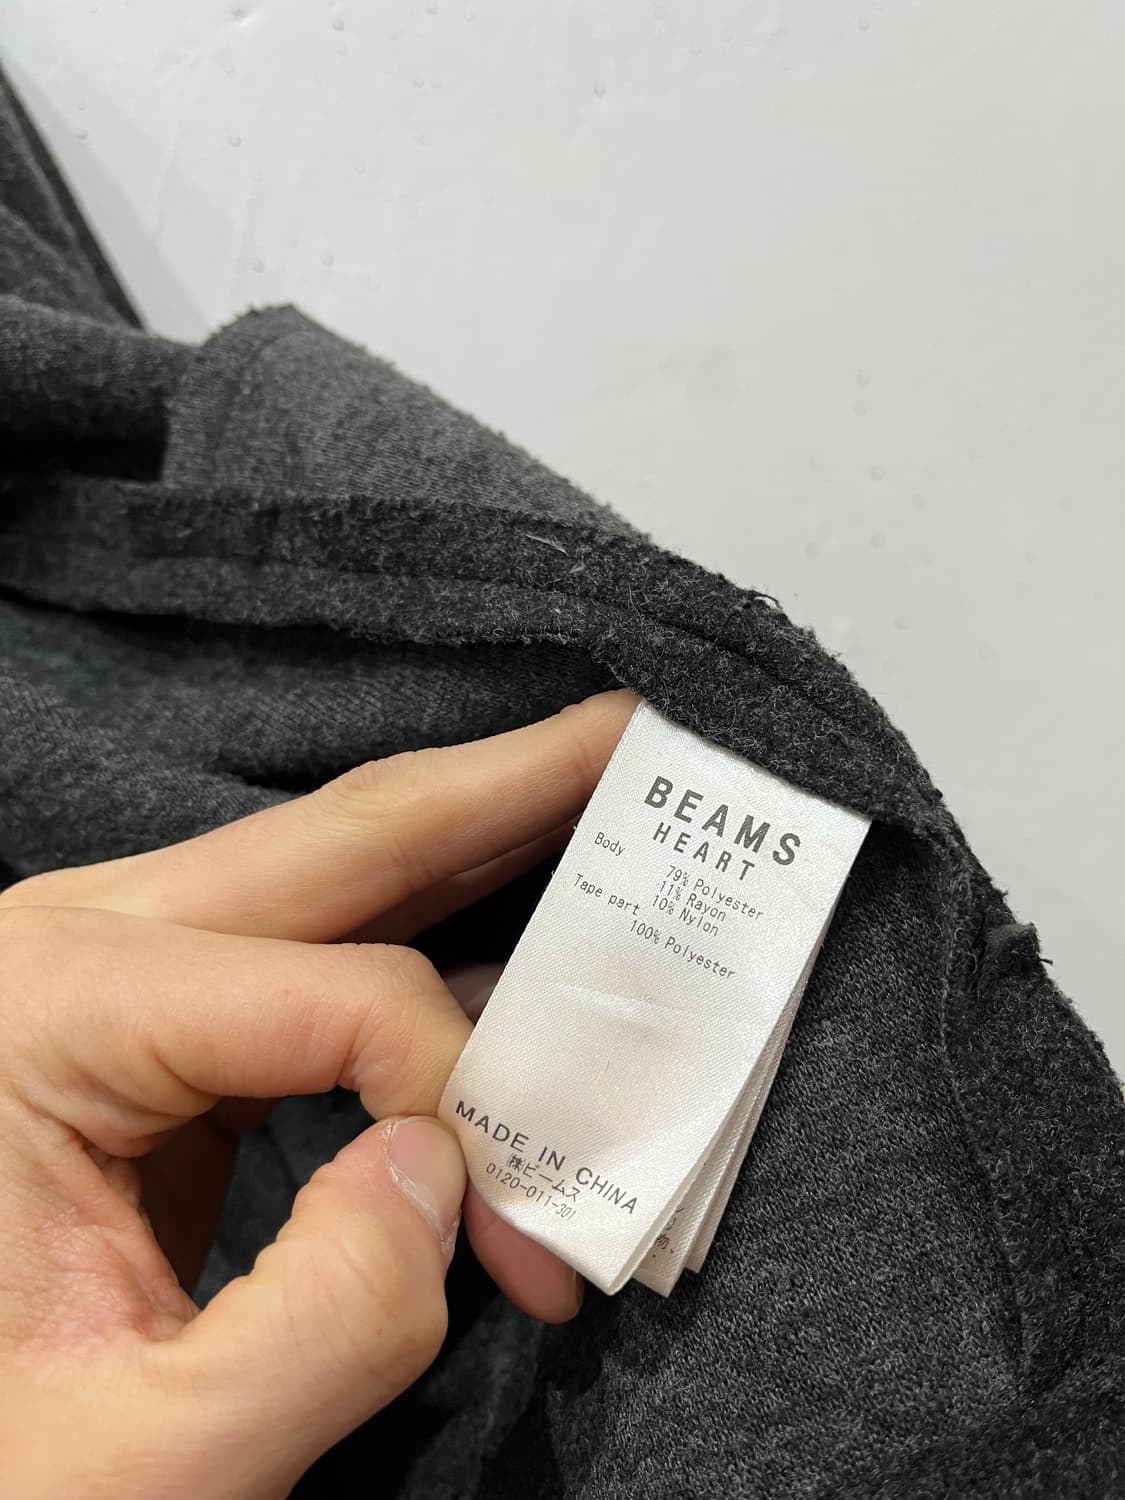 BEAMS
HEART
Body
79% Polyester
11% Rayon
10% Nylon
Tape part
100% Polyester
MADE IN CHINA
㈱ビームス
0120-011-301
物、